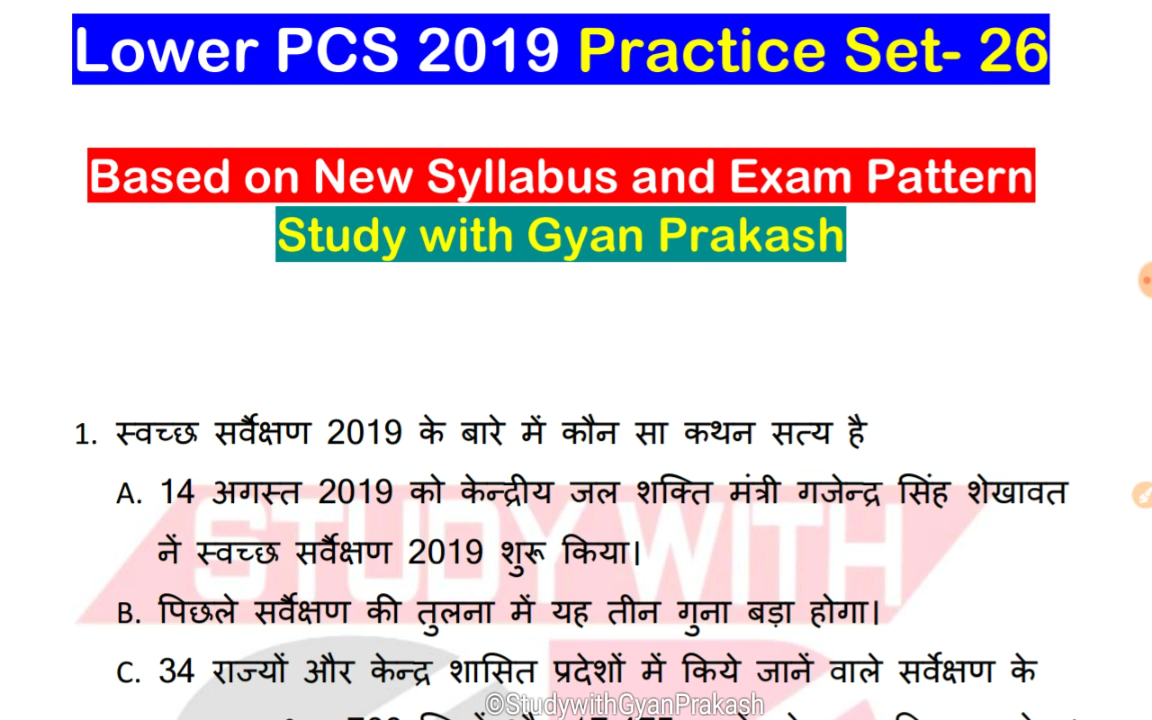 Lower PCS 2019 Practice Set- 26
Based on New Syllabus and Exam Pattern
Study with Gyan Prakash
1. स्वच्छ सर्वैक्षण 2019 के बारे में कौन सा कथन सत्य है
A. 14 अगस्त 2019 को केन्द्रीय जल शक्ति मंत्री गजेन्द्र सिंह शेखावत
नें स्वच्छ सर्वैक्षण 2019 शुरू किया।
B. पिछले सर्वैक्षण की तुलना में यह तीन गुना बड़ा होगा।
C. 34 राज्यों और केन्द्र शासित प्रदेशों में किये जानें वाले सर्वेक्षण के
©StudywithGyanPrakash
STUDY WITH